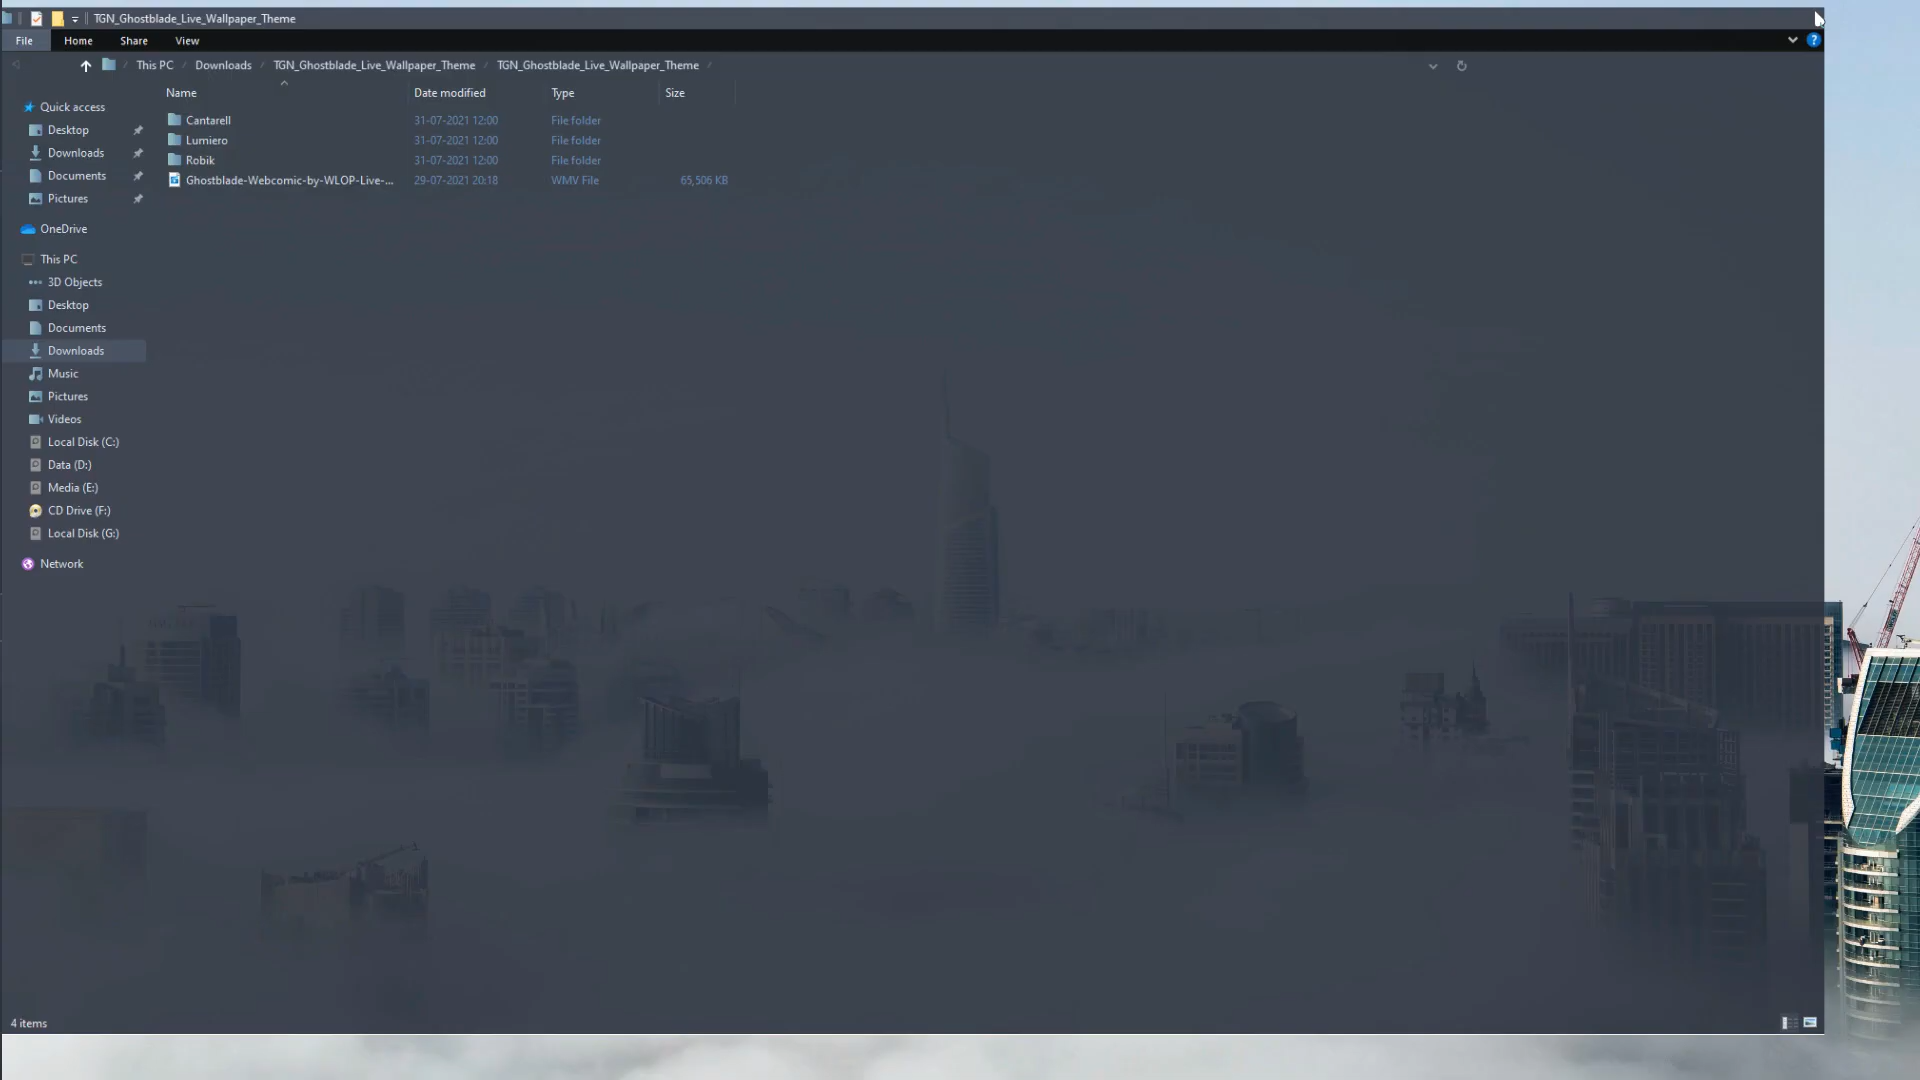 TGN_Ghostblade_Live_Wallpaper_Theme
File Home Share View
This PC Downloads TGN_Ghostblade_Live_Wallpaper_Theme TGN_Ghostblade_Live_Wallpaper_Theme
Name Date modified Type Size
Quick access
Desktop
Downloads
Documents
Pictures
OneDrive
This PC
3D Objects
Desktop
Documents
Downloads
Music
Pictures
Videos
Local Disk (C:)
Data (D:)
Media (E:)
CD Drive (F:)
Local Disk (G:)
Network
Cantarell 31-07-2021 12:00 File folder
Lumiero 31-07-2021 12:00 File folder
Robik 31-07-2021 12:00 File folder
Ghostblade-Webcomic-by-WLOP-Live-... 29-07-2021 20:18 WMV File 65,506 KB
4 items